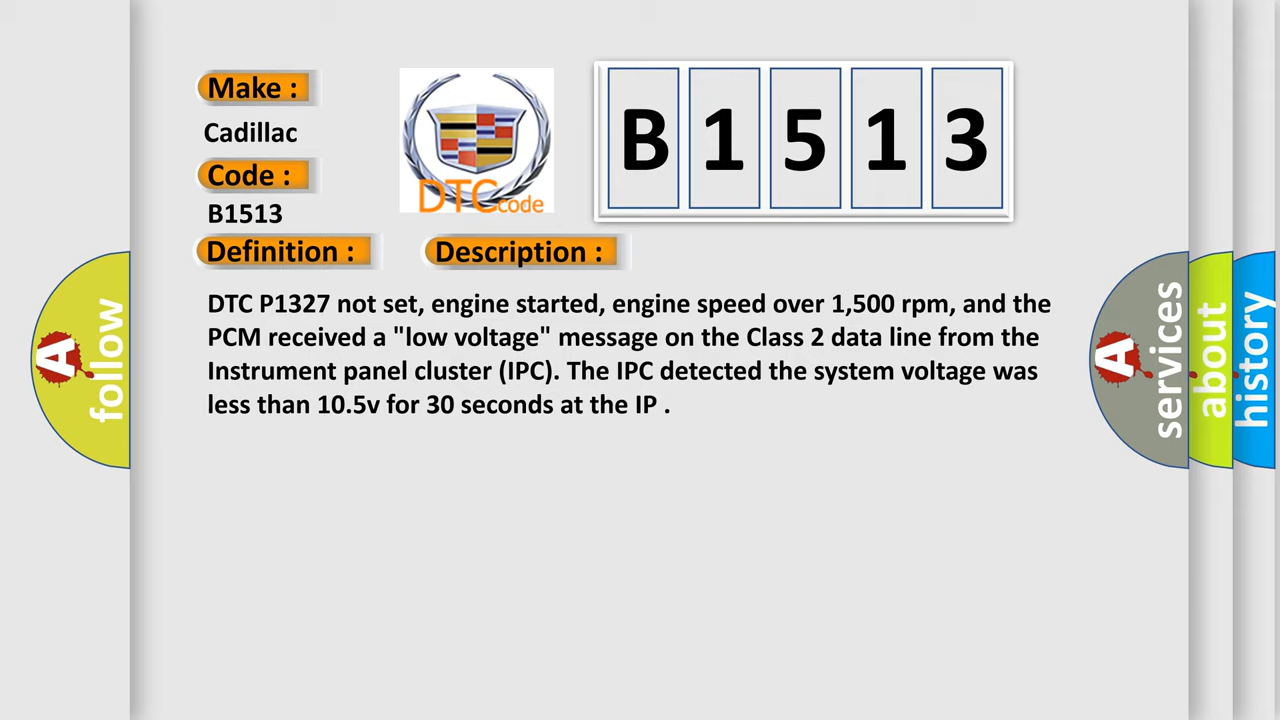 Make :
Cadillac
Code :
B1513
DTC code
B 1 5 1 3
Definition :
Description :
DTC P1327 not set, engine started, engine speed over 1,500 rpm, and the
PCM received a "low voltage" message on the Class 2 data line from the
Instrument panel cluster (IPC). The IPC detected the system voltage was
less than 10.5v for 30 seconds at the IP .
A
follow
A
services
about
history